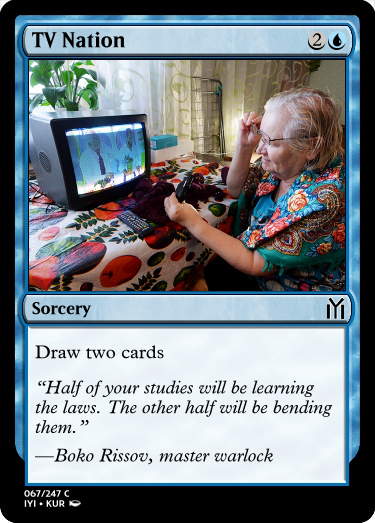 TV Nation 2
Sorcery
Draw two cards
“Half of your studies will be learning
the laws. The other half will be bending
them.”
—Boko Rissov, master warlock
067/247 C
IYI • KUR